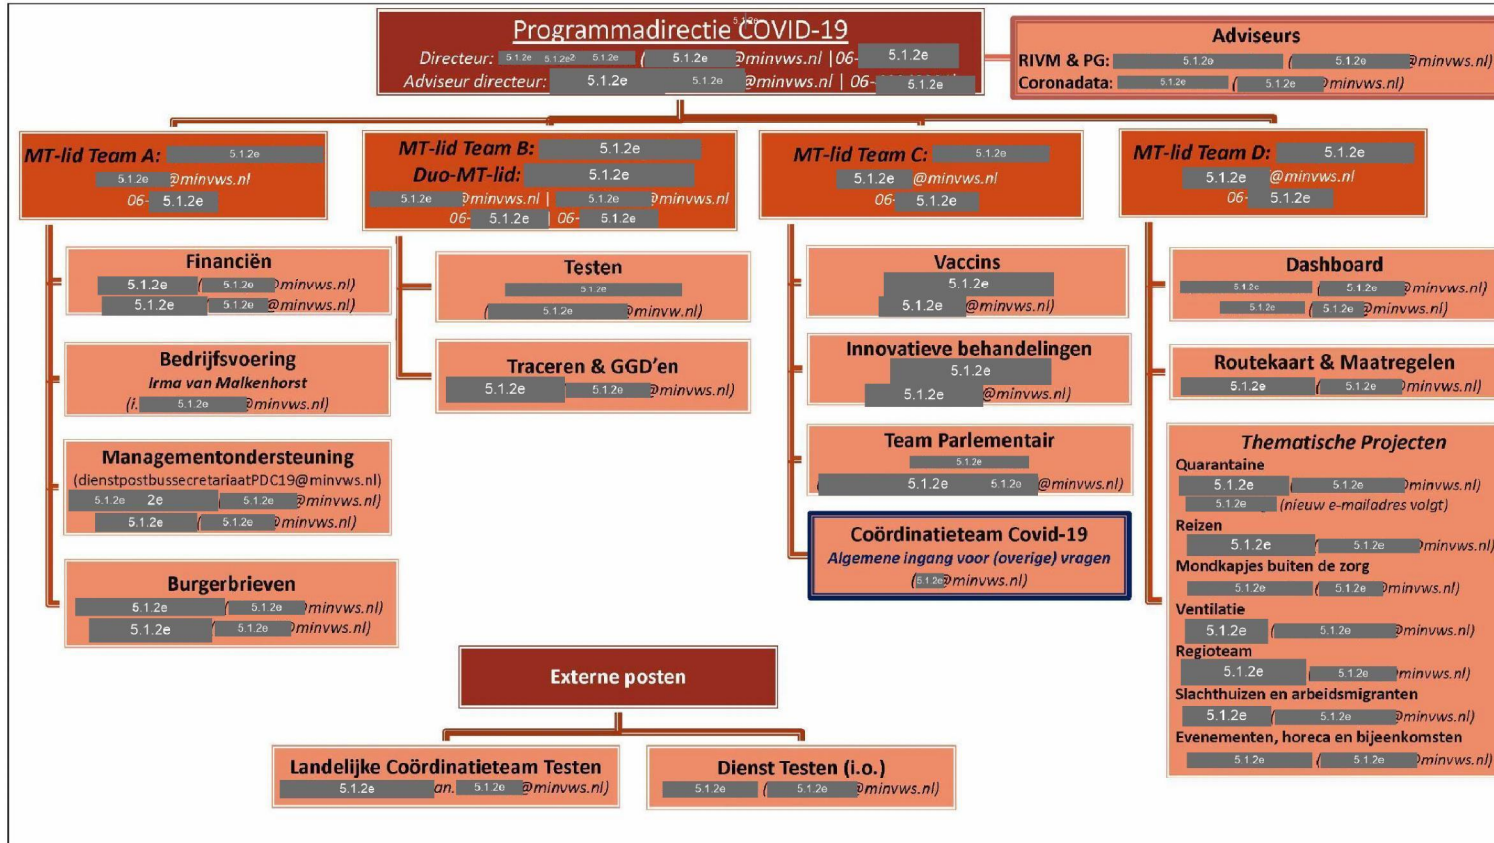 Programmadirectie COVID-19
5.1.2e
Directeur: 5.1.2e 5.1.2e² 5.1.2e ( 5.1.2e @minvws.nl |06- 5.1.2e
Adviseur directeur: 5.1.2e 5.1.2e @minvws.nl | 06- 5.1.2e
Adviseurs
RIVM & PG: 5.1.2e ( 5.1.2e @minvws.nl)
Coronadata: 5.1.2e ( 5.1.2e @minvws.nl)
MT-lid Team A: 5.1.2e
5.1.2e @minvws.nl
06- 5.1.2e
MT-lid Team B: 5.1.2e
Duo-MT-lid: 5.1.2e
5.1.2e @minvws.nl | 5.1.2e @minvws.nl
06- 5.1.2e | 06- 5.1.2e
MT-lid Team C: 5.1.2e
5.1.2e @minvws.nl
06- 5.1.2e
MT-lid Team D: 5.1.2e
5.1.2e @minvws.nl
06- 5.1.2e
Financiën
5.1.2e ( 5.1.2e @minvws.nl)
5.1.2e ( 5.1.2e @minvws.nl)
Bedrijfsvoering
Irma van Malkenhorst
(i. 5.1.2e @minvws.nl)
Managementondersteuning
(dienstpostbussecretariaatPDC19@minvws.nl)
5.1.2e 2e ( 5.1.2e @minvws.nl)
5.1.2e ( 5.1.2e @minvws.nl)
Burgerbrieven
5.1.2e ( 5.1.2e @minvws.nl)
5.1.2e ( 5.1.2e @minvws.nl)
Testen
5.1.2e
( 5.1.2e @minvw.nl)
Traceren & GGD'en
5.1.2e ( 5.1.2e @minvws.nl)
Vaccins
5.1.2e
5.1.2e @minvws.nl)
Innovatieve behandelingen
5.1.2e
5.1.2e @minvws.nl)
Team Parlementair
5.1.2e
( 5.1.2e 5.1.2e @minvws.nl)
Coördinatieteam Covid-19
Algemene ingang voor (overige) vragen
( 5.1.2e @minvws.nl)
Dashboard
5.1.2e ( 5.1.2e @minvws.nl)
5.1.2e ( 5.1.2e @minvws.nl)
Routekaart & Maatregelen
5.1.2e ( 5.1.2e @minvws.nl)
Thematische Projecten
Quarantaine
5.1.2e ( 5.1.2e @minvws.nl)
5.1.2e (nieuw e-mailadres volgt)
Reizen
5.1.2e ( 5.1.2e @minvws.nl)
Mondkapjes buiten de zorg
5.1.2e ( 5.1.2e @minvws.nl)
Ventilatie
5.1.2e ( 5.1.2e @minvws.nl)
Regioteam
5.1.2e ( 5.1.2e @minvws.nl)
Slachthuizen en arbeidsmigranten
5.1.2e ( 5.1.2e @minvws.nl)
Evenementen, horeca en bijeenkomsten
5.1.2e ( 5.1.2e @minvws.nl)
Externe posten
Landelijke Coördinatieteam Testen
5.1.2e an. 5.1.2e @minvws.nl)
Dienst Testen (i.o.)
5.1.2e ( 5.1.2e @minvws.nl)